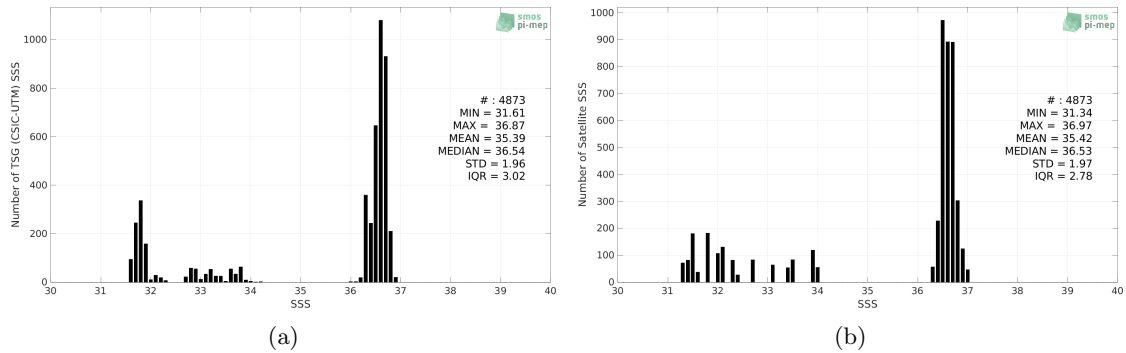 Number of TSG (CSIC-UTM) SSS
1000
800
600
400
200
0
30 31 32 33 34 35 36 37 38 39 40
SSS
smos
pi-mep
# : 4873
MIN = 31.61
MAX = 36.87
MEAN = 35.39
MEDIAN = 36.54
STD = 1.96
IQR = 3.02
(a)
Number of Satellite SSS
1000
900
800
700
600
500
400
300
200
100
0
30 31 32 33 34 35 36 37 38 39 40
SSS
smos
pi-mep
# : 4873
MIN = 31.34
MAX = 36.97
MEAN = 35.42
MEDIAN = 36.53
STD = 1.97
IQR = 2.78
(b)